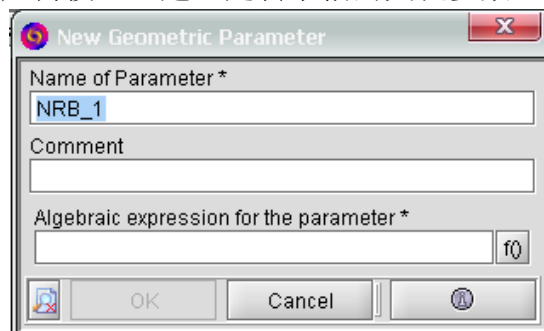 New Geometric Parameter
Name of Parameter *
NRB_1
Comment
Algebraic expression for the parameter *
f()
OK
Cancel